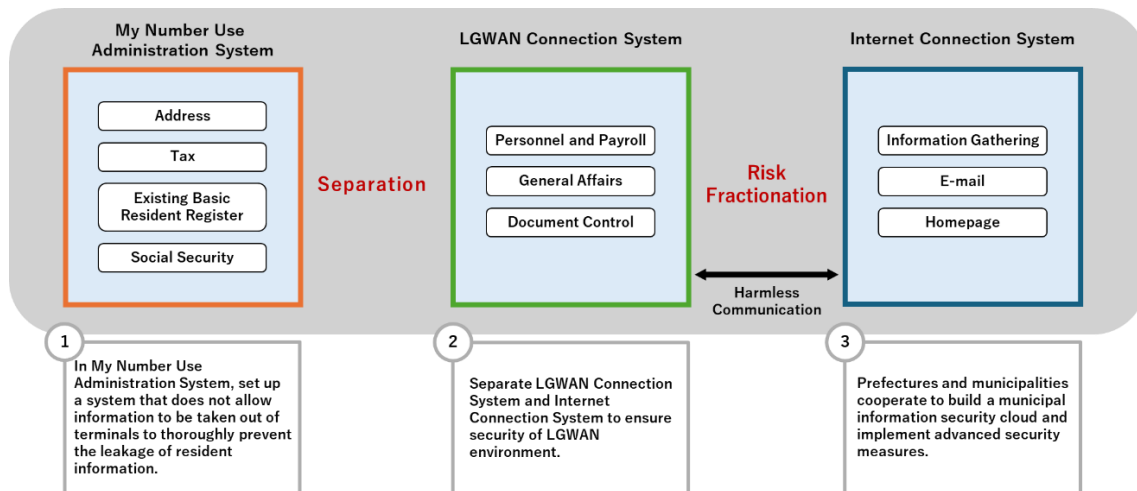 My Number Use
Administration System
LGWAN Connection System
Internet Connection System
Address
Tax
Existing Basic
Resident Register
Social Security
Separation
Personnel and Payroll
General Affairs
Document Control
Risk
Fractionation
Harmless
Communication
Information Gathering
E-mail
Homepage
1
In My Number Use
Administration System, set up
a system that does not allow
information to be taken out of
terminals to thoroughly prevent
the leakage of resident
information.
2
Separate LGWAN Connection
System and Internet
Connection System to ensure
security of LGWAN
environment.
3
Prefectures and municipalities
cooperate to build a municipal
information security cloud and
implement advanced security
measures.